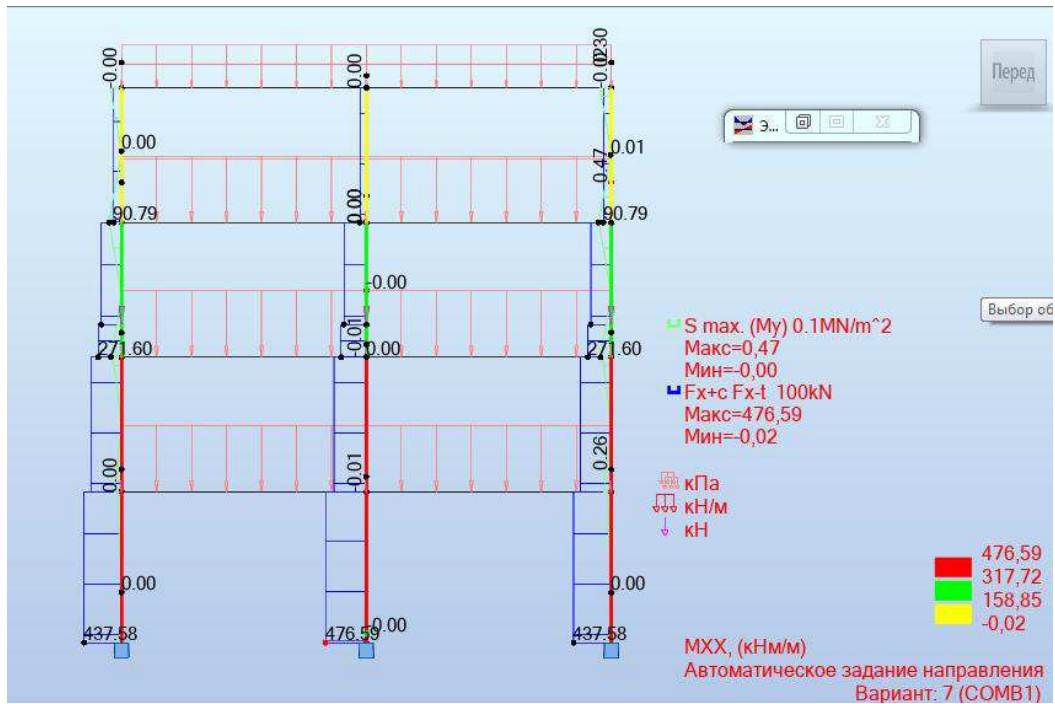 -0.00
0.00
-0.0230
Перед
Э...
0.00
0.01
0.47
0.00
90.79
90.79
-0.00
-0.01
Выбор об
S max. (My) 0.1MN/m^2
271.60
0.00
271.60
Макс=0,47
Мин=-0,00
Fx+c Fx-t 100kN
Макс=476,59
Мин=-0,02
0.26
0.00
-0.01
кПа
кН/м
кН
476,59
317,72
158,85
-0,02
0.00
0.00
437.58
476.59
-0.00
437.58
MXX, (кНм/м)
Автоматическое задание направления
Вариант: 7 (COMB1)